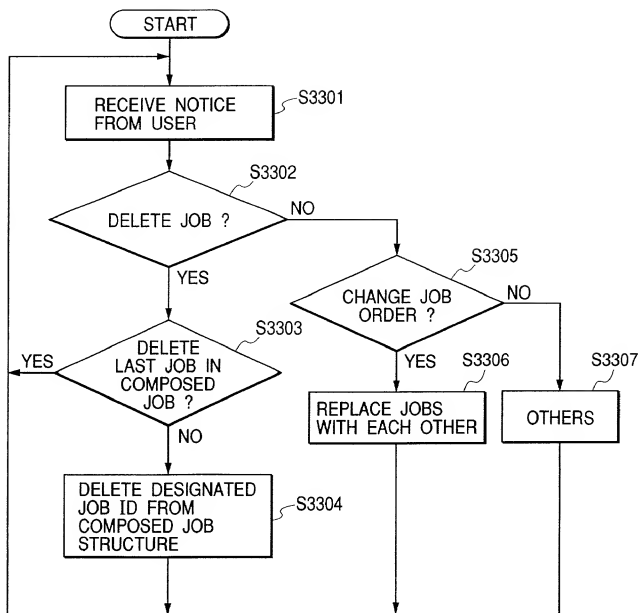 START
RECEIVE NOTICE
FROM USER
S3301
S3302
DELETE JOB ?
NO
YES
S3305
CHANGE JOB
ORDER ?
NO
YES
S3303
DELETE
LAST JOB IN
COMPOSED
JOB ?
YES
NO
S3306
REPLACE JOBS
WITH EACH OTHER
S3307
OTHERS
DELETE DESIGNATED
JOB ID FROM
COMPOSED JOB
STRUCTURE
S3304